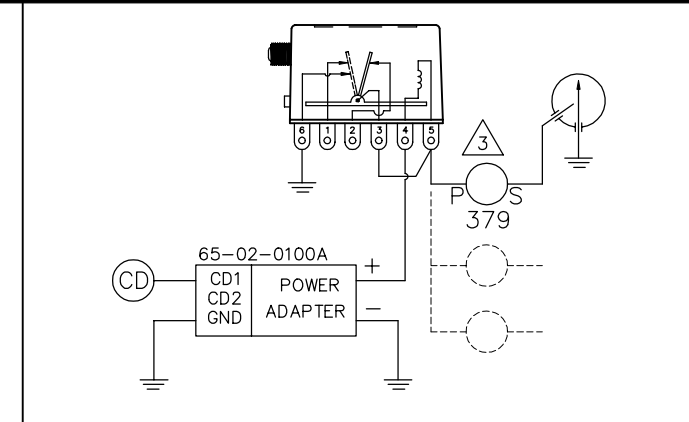 6 1 2 3 4 5
3
P S
379
65-02-0100A
CD
CD1
CD2
GND
POWER
ADAPTER
+
−